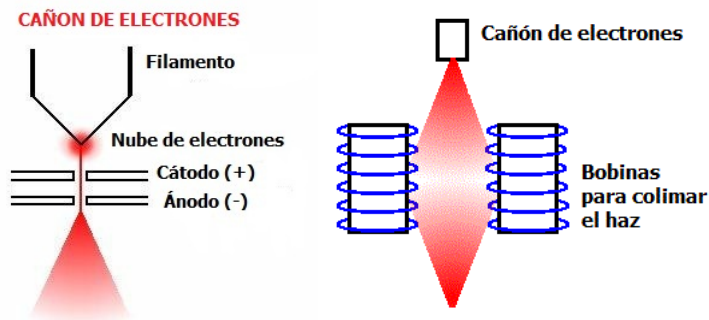 CAÑON DE ELECTRONES
Filamento
Nube de electrones
Cátodo (+)
Ánodo (-)
Cañón de electrones
Bobinas
para colimar
el haz